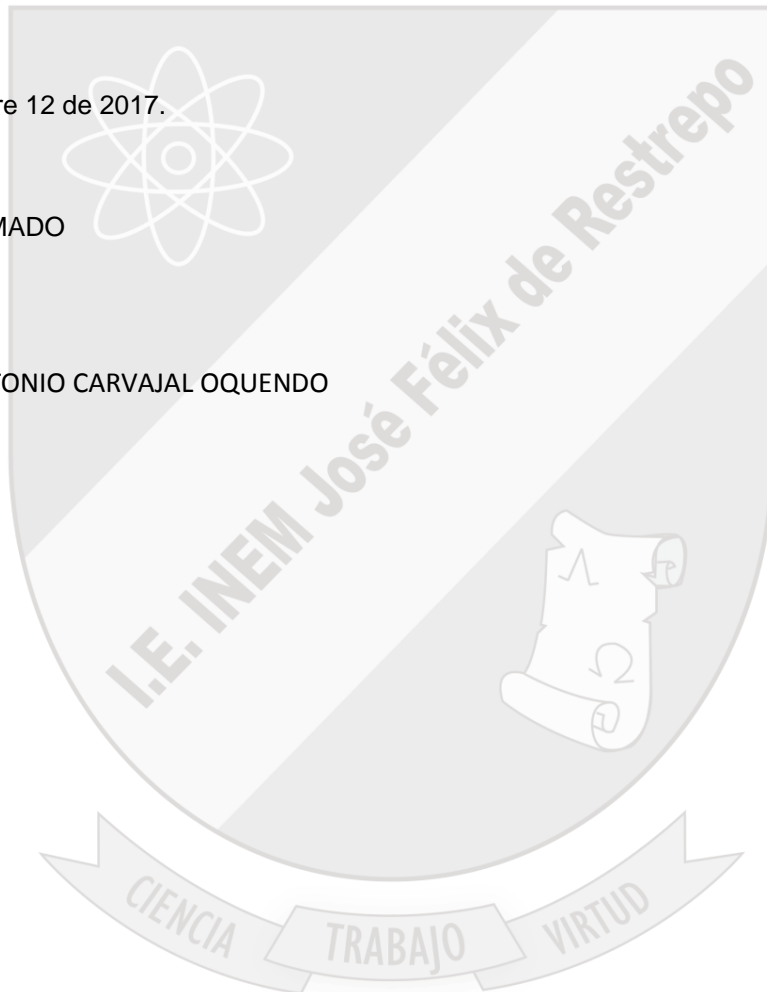 re 12 de 2017.
MADO
TONIO CARVAJAL OQUENDO
I.E. INEM José Félix de Restrepo
CIENCIA TRABAJO VIRTUD